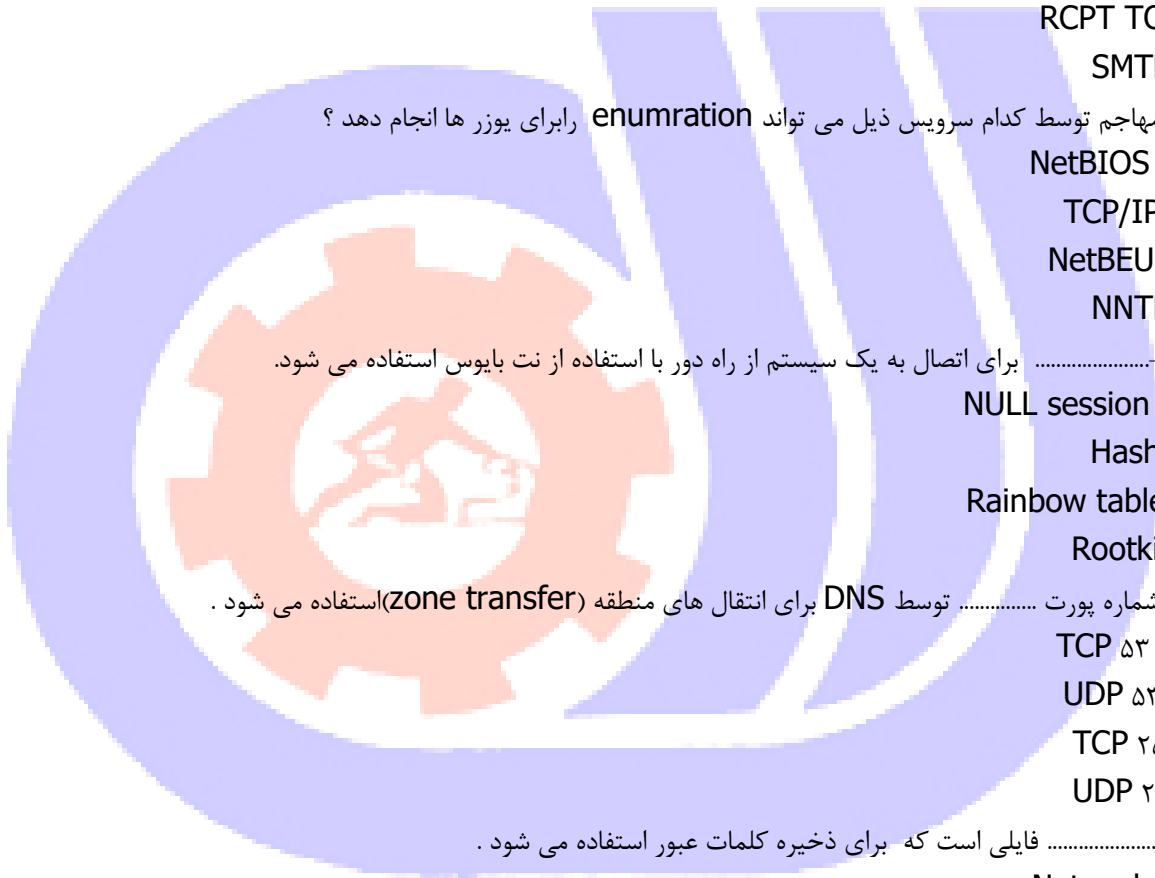 RCPT TO
SMT
مهاجم توسط کدام سرویس ذیل می تواند enumration رابرای یوزر ها انجام دهد ؟
NetBIOS
TCP/IP
NetBEU
NNT
-...................... برای اتصال به یک سیستم از راه دور با استفاده از نت بایوس استفاده می شود.
NULL session
Hash
Rainbow table
Rootki
شماره پورت .............. توسط DNS برای انتقال های منطقه (zone transfer)استفاده می شود .
TCP ۵۳
UDP ۵۳
TCP ۲۵
UDP ۲
..................... فایلی است که برای ذخیره کلمات عبور استفاده می شود .